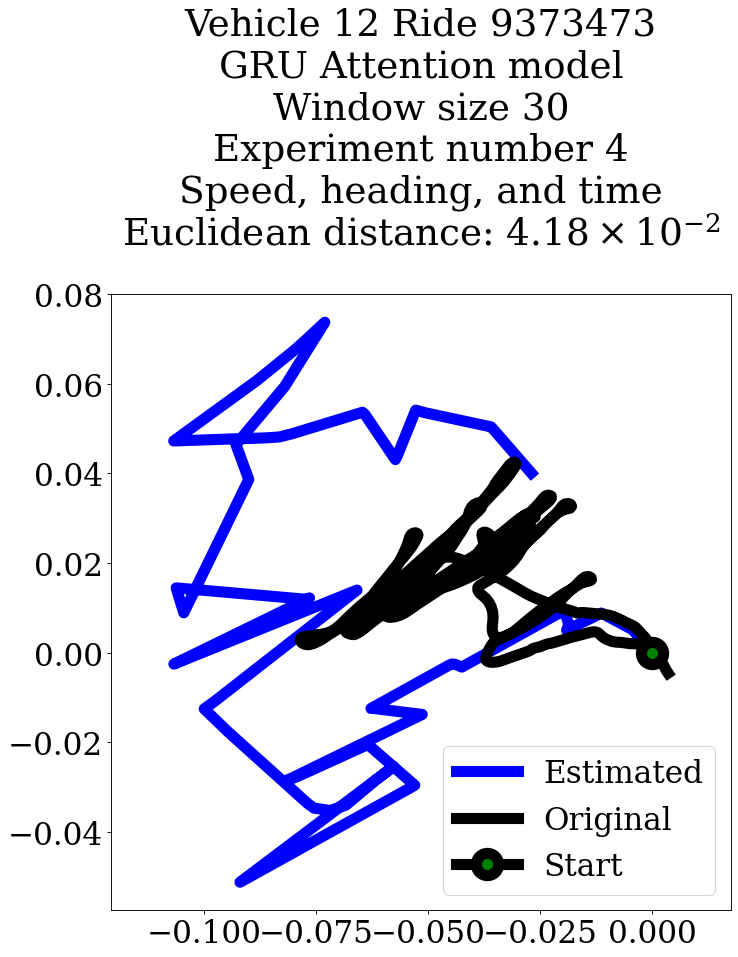 Vehicle 12 Ride 9373473
GRU Attention model
Window size 30
Experiment number 4
Speed, heading, and time
Euclidean distance: 4.18 × 10⁻²
0.08
0.06
0.04
0.02
0.00
−0.02
−0.04
Estimated
Original
Start
−0.100 −0.075 −0.050 −0.025 0.000